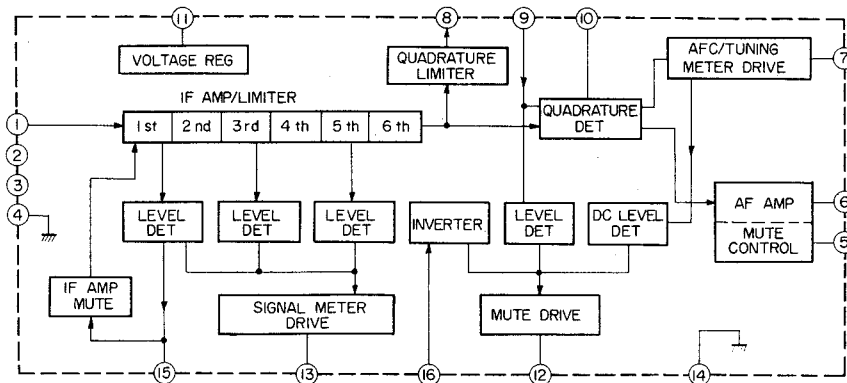 11
8
9
10
VOLTAGE REG
QUADRATURE
LIMITER
AFC/TUNING
METER DRIVE
7
IF AMP/LIMITER
1
1st
2nd
3rd
4th
5th
6th
QUADRATURE
DET
2
3
4
LEVEL
DET
LEVEL
DET
LEVEL
DET
INVERTER
LEVEL
DET
DC LEVEL
DET
AF AMP
6
MUTE
CONTROL
5
IF AMP
MUTE
SIGNAL METER
DRIVE
MUTE DRIVE
15
13
16
12
14